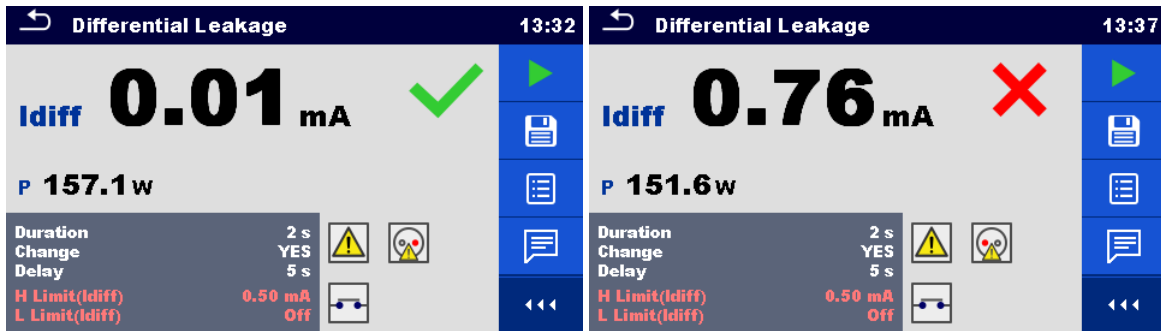 Differential Leakage 13:32
Idiff 0.01 mA
P 157.1 W
Duration 2 s
Change YES
Delay 5 s
H Limit(Idiff) 0.50 mA
L Limit(Idiff) Off
Differential Leakage 13:37
Idiff 0.76 mA
P 151.6 W
Duration 2 s
Change YES
Delay 5 s
H Limit(Idiff) 0.50 mA
L Limit(Idiff) Off